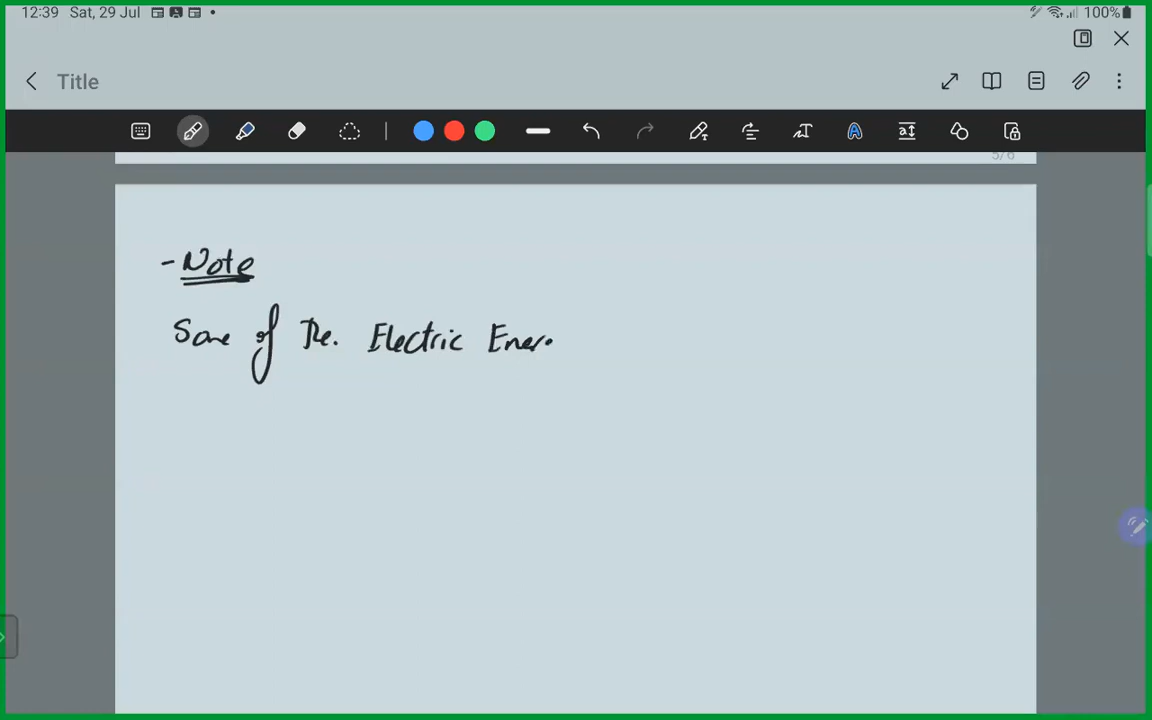 12:39 Sat, 29 Jul 100%
Title
5/6
- Note
Some of The. Electric Ener.